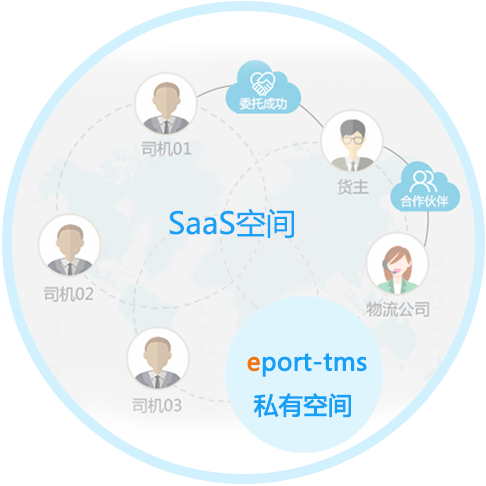 委托成功
司机01
货主
合作伙伴
SaaS空间
司机02
物流公司
eport-tms
私有空间
司机03